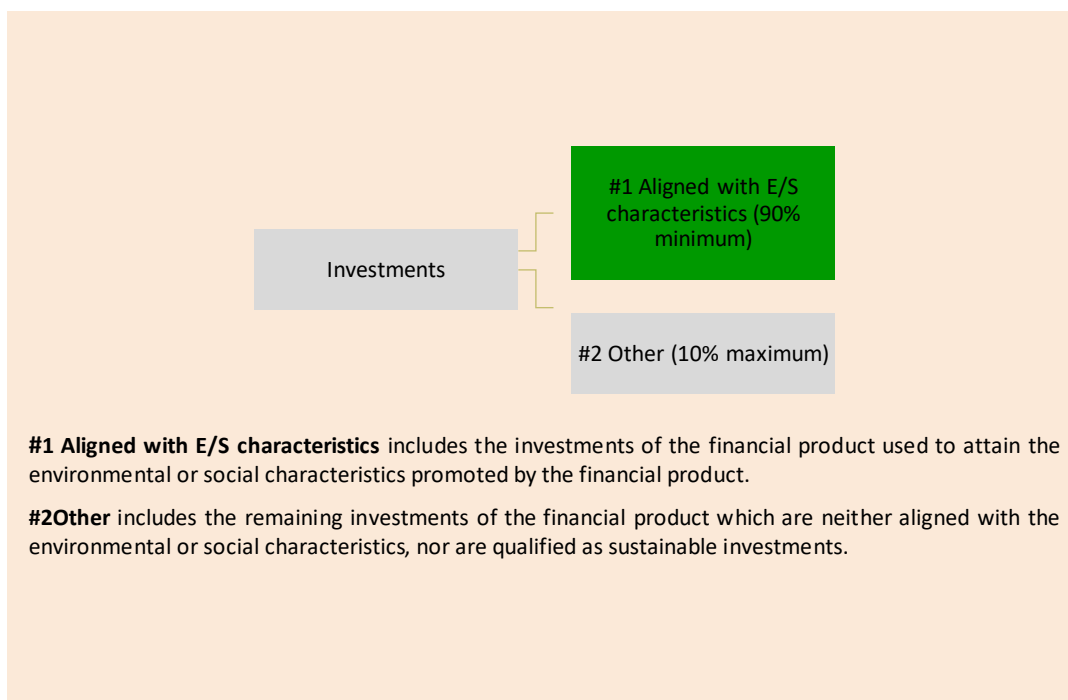 #1 Aligned with E/S
characteristics (90%
minimum)
Investments
#2 Other (10% maximum)
#1 Aligned with E/S characteristics includes the investments of the financial product used to attain the
environmental or social characteristics promoted by the financial product.
#2Other includes the remaining investments of the financial product which are neither aligned with the
environmental or social characteristics, nor are qualified as sustainable investments.